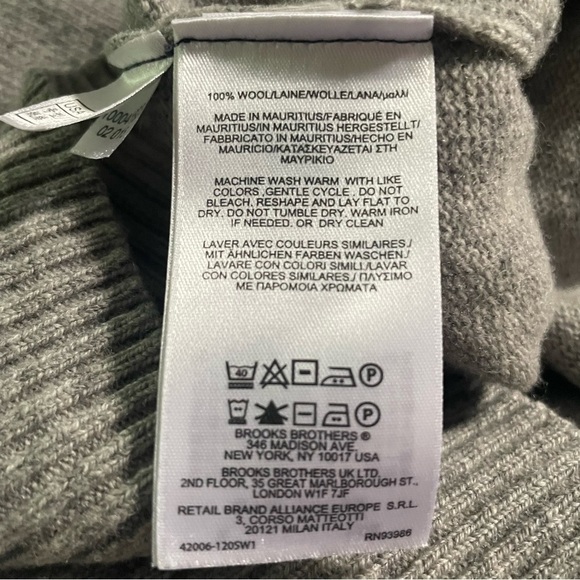 100% WOOL/LAINE/WOLLE/LANA/μαλλί
MADE IN MAURITIUS/FABRIQUÉ EN
MAURITIUS/IN MAURITIUS HERGESTELLT/
FABBRICATO IN MAURITIUS/HECHO EN
MAURICIO/ΚΑΤΑΣΚΕΥΑΖΕΤΑΙ ΣΤΗ
ΜΑΥΡΙΚΙΟ
MACHINE WASH WARM WITH LIKE
COLORS ,GENTLE CYCLE . DO NOT
BLEACH, RESHAPE AND LAY FLAT TO
DRY. DO NOT TUMBLE DRY. WARM IRON
IF NEEDED. OR DRY CLEAN
LAVER AVEC COULEURS SIMILAIRES./
MIT ÄHNLICHEN FARBEN WASCHEN./
LAVARE CON COLORI SIMILI./LAVAR
CON COLORES SIMILARES./ ΠΛΥΣΙΜΟ
ΜΕ ΠΑΡΟΜΟΙΑ ΧΡΩΜΑΤΑ
40 P
P
BROOKS BROTHERS ®
346 MADISON AVE
NEW YORK, NY 10017 USA
BROOKS BROTHERS UK LTD.
2ND FLOOR, 35 GREAT MARLBOROUGH ST.,
LONDON W1F 7JF
RETAIL BRAND ALLIANCE EUROPE S.R.L.
3, CORSO MATTEOTTI
20121 MILAN ITALY
42006-120SW1 RN93986
USA